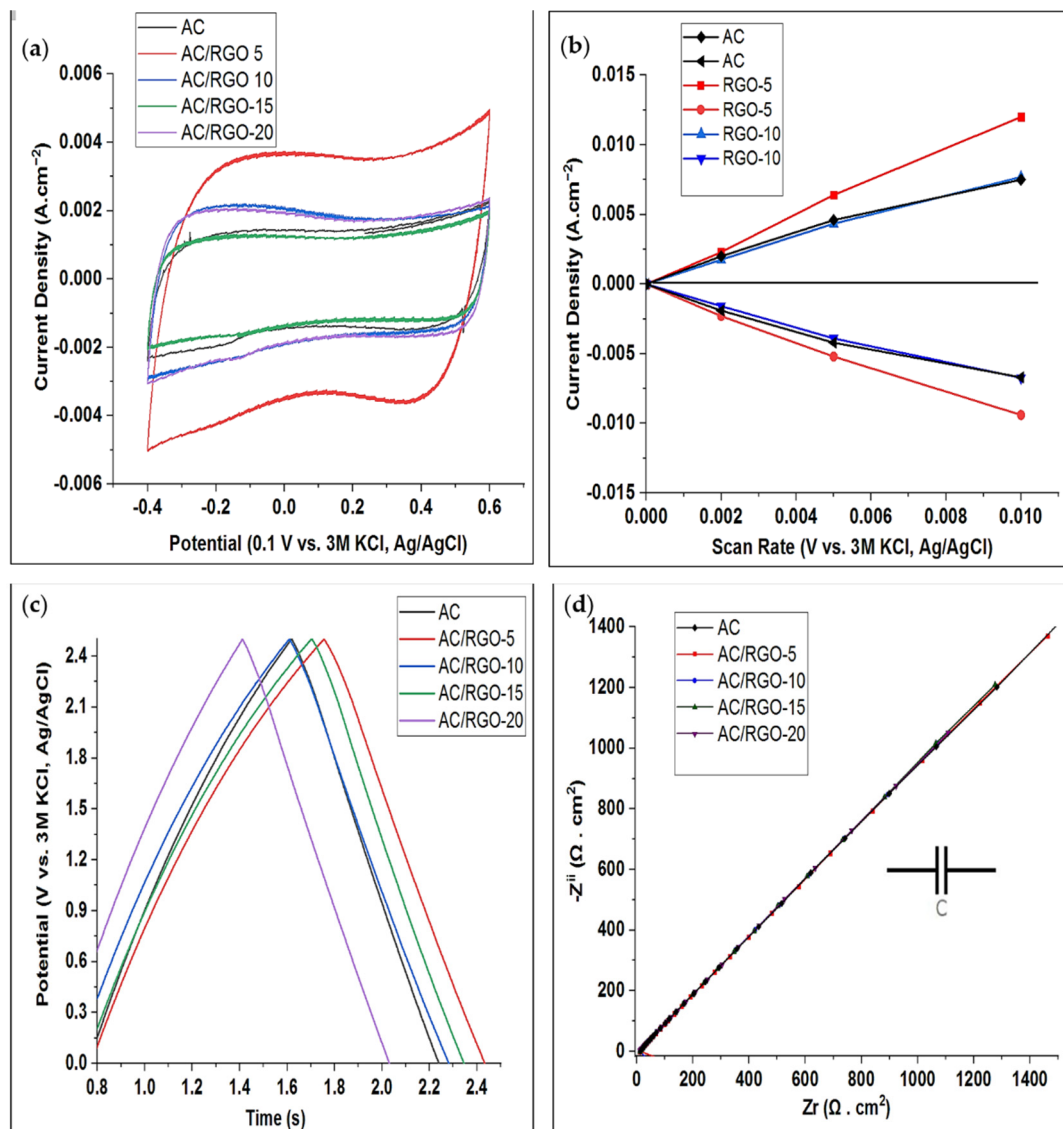 (a)
AC
AC/RGO 5
AC/RGO 10
AC/RGO-15
AC/RGO-20
0.006
0.004
0.002
0.000
-0.002
-0.004
-0.006
-0.4 -0.2 0.0 0.2 0.4 0.6
Current Density (A.cm⁻²)
Potential (0.1 V vs. 3M KCl, Ag/AgCl)
(b)
AC
AC
RGO-5
RGO-5
RGO-10
RGO-10
0.015
0.010
0.005
0.000
-0.005
-0.010
-0.015
0.000 0.002 0.004 0.006 0.008 0.010
Current Density (A.cm⁻²)
Scan Rate (V vs. 3M KCl, Ag/AgCl)
(c)
AC
AC/RGO-5
AC/RGO-10
AC/RGO-15
AC/RGO-20
2.4
2.1
1.8
1.5
1.2
0.9
0.6
0.3
0.0
0.8 1.0 1.2 1.4 1.6 1.8 2.0 2.2 2.4
Potential (V vs. 3M KCl, Ag/AgCl)
Time (s)
(d)
AC
AC/RGO-5
AC/RGO-10
AC/RGO-15
AC/RGO-20
1400
1200
1000
800
600
400
200
0
0 200 400 600 800 1000 1200 1400
-Zⁱⁱ (Ω . cm²)
Zr (Ω . cm²)
C